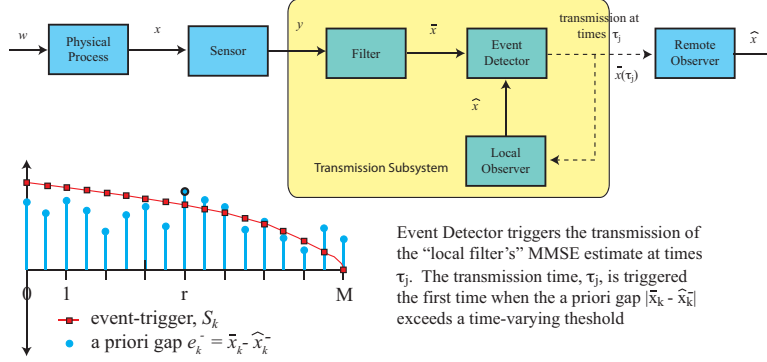 w
Physical
Process
x
Sensor
y
Filter
x̄
Event
Detector
transmission at
times τj
x̄(τj)
Remote
Observer
x̂
x̂
Local
Observer
Transmission Subsystem
0
1
r
M
event-trigger, Sk
a priori gap ek⁻ = x̄k - x̂k⁻
Event Detector triggers the transmission of
the “local filter's” MMSE estimate at times
τj. The transmission time, τj, is triggered
the first time when the a priori gap |x̄k - x̂k⁻|
exceeds a time-varying theshold